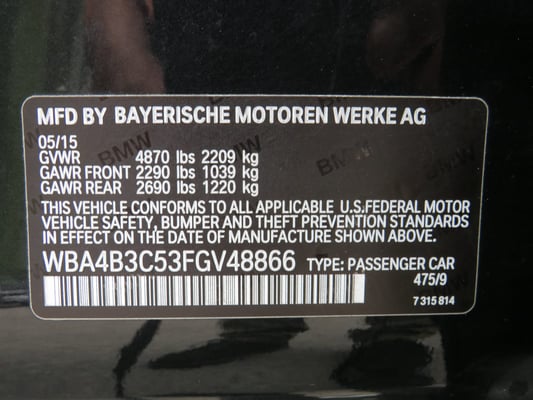 MFD BY BAYERISCHE MOTOREN WERKE AG
05/15
GVWR 4870 lbs 2209 kg
GAWR FRONT 2290 lbs 1039 kg
GAWR REAR 2690 lbs 1220 kg
THIS VEHICLE CONFORMS TO ALL APPLICABLE U.S.FEDERAL MOTOR
VEHICLE SAFETY, BUMPER AND THEFT PREVENTION STANDARDS
IN EFFECT ON THE DATE OF MANUFACTURE SHOWN ABOVE.
WBA4B3C53FGV48866 TYPE: PASSENGER CAR
475/9
7 315 814
BMW
BMW